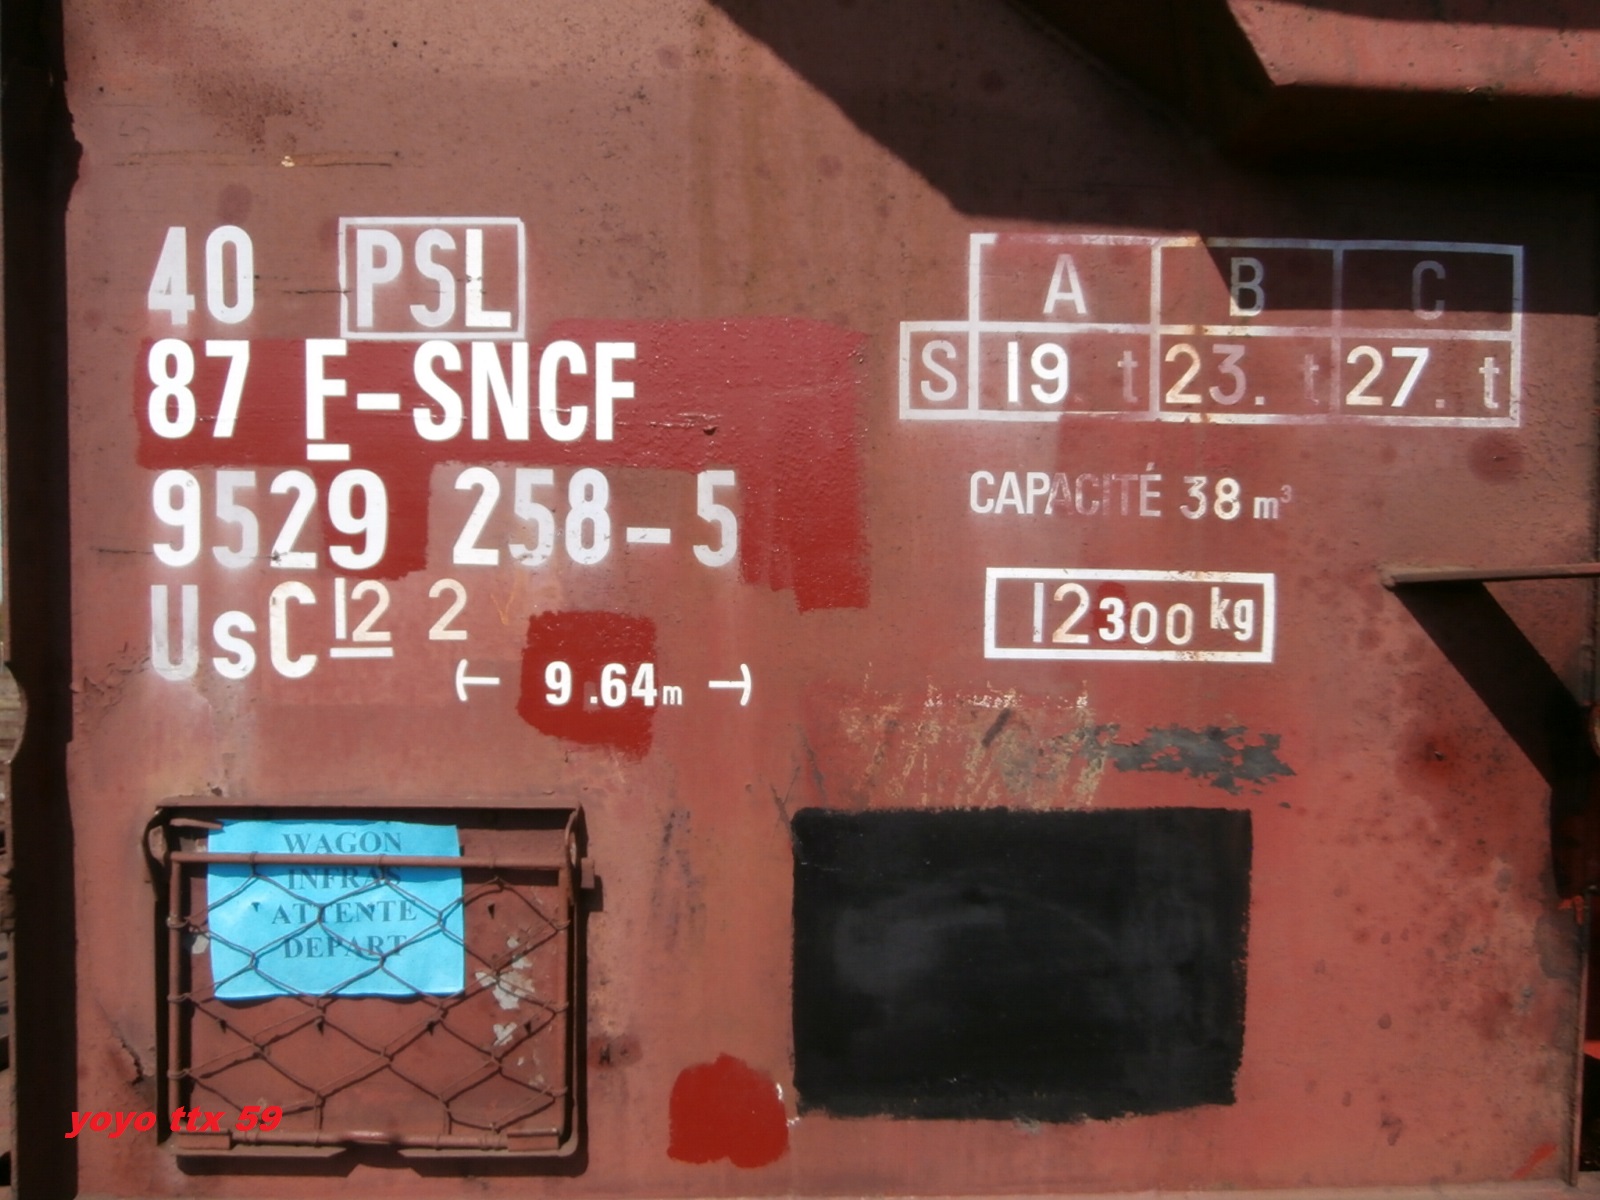 40 PSL
87 F-SNCF
9529 258-5
UsC 12 2
9.64m
A B C
S 19 t 23. t 27. t
CAPACITÉ 38 m³
12300 kg
WAGON
INFRAS
ATTENTE
DEPART
yoyo ttx 59